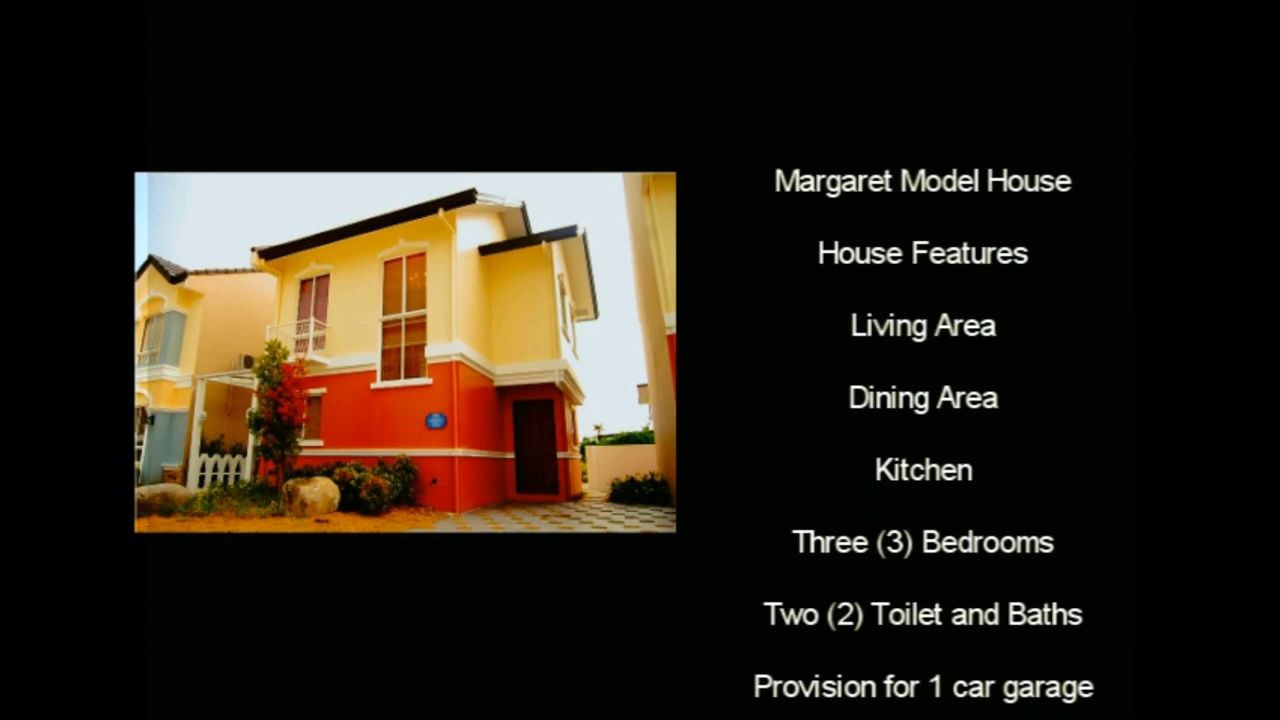 Margaret Model House
House Features
Living Area
Dining Area
Kitchen
Three (3) Bedrooms
Two (2) Toilet and Baths
Provision for 1 car garage